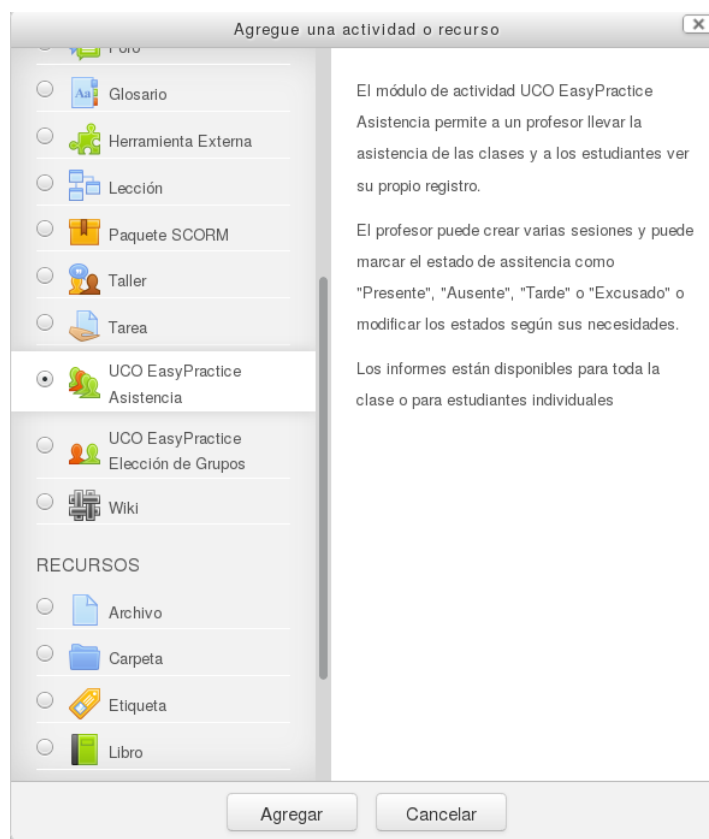 Agregue una actividad o recurso
Foro
Glosario
Herramienta Externa
Lección
Paquete SCORM
Taller
Tarea
UCO EasyPractice
Asistencia
UCO EasyPractice
Elección de Grupos
Wiki
RECURSOS
Archivo
Carpeta
Etiqueta
Libro
El módulo de actividad UCO EasyPractice
Asistencia permite a un profesor llevar la
asistencia de las clases y a los estudiantes ver
su propio registro.
El profesor puede crear varias sesiones y puede
marcar el estado de assitencia como
"Presente", "Ausente", "Tarde" o "Excusado" o
modificar los estados según sus necesidades.
Los informes están disponibles para toda la
clase o para estudiantes individuales
Agregar
Cancelar